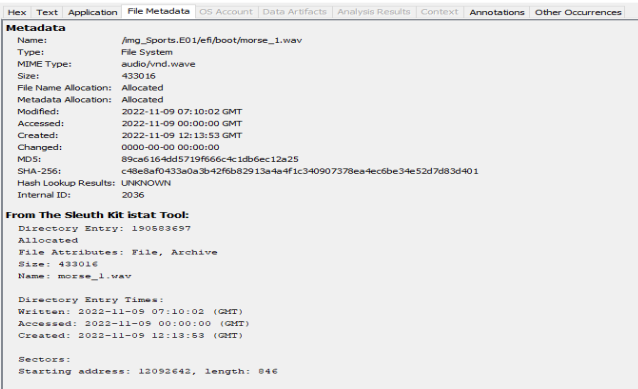 Hex Text Application File Metadata OS Account Data Artifacts Analysis Results Context Annotations Other Occurrences
Metadata
Name: /img_Sports.E01/efi/boot/morse_1.wav
Type: File System
MIME Type: audio/vnd.wave
Size: 433016
File Name Allocation: Allocated
Metadata Allocation: Allocated
Modified: 2022-11-09 07:10:02 GMT
Accessed: 2022-11-09 00:00:00 GMT
Created: 2022-11-09 12:13:53 GMT
Changed: 0000-00-00 00:00:00
MD5: 89ca6164dd5719f666c4c1db6ec12a25
SHA-256: c48e8af0433a0a3b42f6b82913a4a4f1c340907378ea4ec6be34e52d7d83d401
Hash Lookup Results: UNKNOWN
Internal ID: 2036
From The Sleuth Kit istat Tool:
Directory Entry: 190583697
Allocated
File Attributes: File, Archive
Size: 433016
Name: morse_1.wav
Directory Entry Times:
Written: 2022-11-09 07:10:02 (GMT)
Accessed: 2022-11-09 00:00:00 (GMT)
Created: 2022-11-09 12:13:53 (GMT)
Sectors:
Starting address: 12092642, length: 846